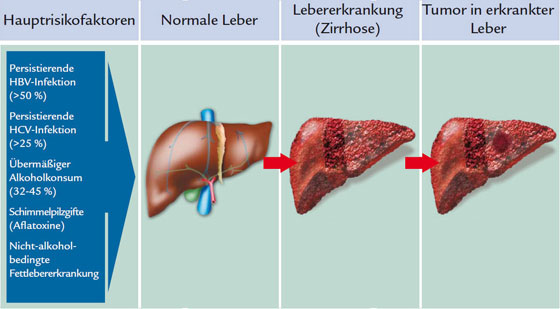 Hauptrisikofaktoren
Normale Leber
Lebererkrankung
(Zirrhose)
Tumor in erkrankter
Leber
Persistierende
HBV-Infektion
(>50 %)
Persistierende
HCV-Infektion
(>25 %)
Übermäßiger
Alkoholkonsum
(32-45 %)
Schimmelpilzgifte
(Aflatoxine)
Nicht-alkohol-
bedingte
Fettlebererkrankung